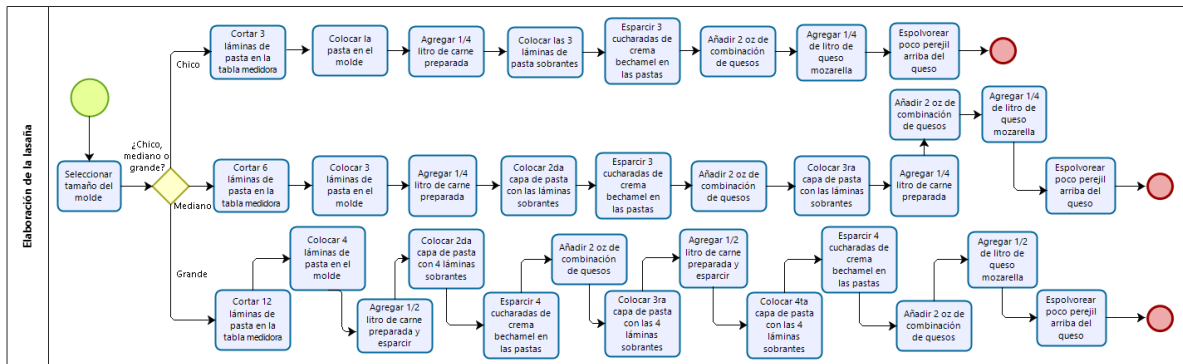 Elaboración de la lasaña
Seleccionar
tamaño del
molde
¿Chico,
mediano o
grande?
Chico
Cortar 3
láminas de
pasta en la
tabla medidora
Colocar la
pasta en el
molde
Agregar 1/4
litro de carne
preparada
Colocar las 3
láminas de
pasta sobrantes
Esparcir 3
cucharadas de
crema
bechamel en
las pastas
Añadir 2 oz de
combinación
de quesos
Agregar 1/4
de litro de
queso
mozarella
Espolvorear
poco perejil
arriba del
queso
Mediano
Cortar 6
láminas de
pasta en la
tabla medidora
Colocar 3
láminas de
pasta en el
molde
Agregar 1/4
litro de carne
preparada
Colocar 2da
capa de pasta
con las láminas
sobrantes
Esparcir 3
cucharadas de
crema
bechamel en
las pastas
Añadir 2 oz de
combinación
de quesos
Colocar 3ra
capa de pasta
con las láminas
sobrantes
Agregar 1/4
litro de carne
preparada
Añadir 2 oz de
combinación
de quesos
Agregar 1/4
de litro de
queso
mozarella
Espolvorear
poco perejil
arriba del
queso
Grande
Cortar 12
láminas de
pasta en la
tabla medidora
Colocar 4
láminas de
pasta en el
molde
Agregar 1/2
litro de carne
preparada y
esparcir
Colocar 2da
capa de pasta
con 4 láminas
sobrantes
Esparcir 4
cucharadas de
crema
bechamel en
las pastas
Añadir 2 oz de
combinación
de quesos
Colocar 3ra
capa de pasta
con las 4
láminas
sobrantes
Agregar 1/2
litro de carne
preparada y
esparcir
Colocar 4ta
capa de pasta
con las 4
láminas
sobrantes
Esparcir 4
cucharadas de
crema
bechamel en
las pastas
Añadir 2 oz de
combinación
de quesos
Agregar 1/2
de litro de
queso
mozarella
Espolvorear
poco perejil
arriba del
queso